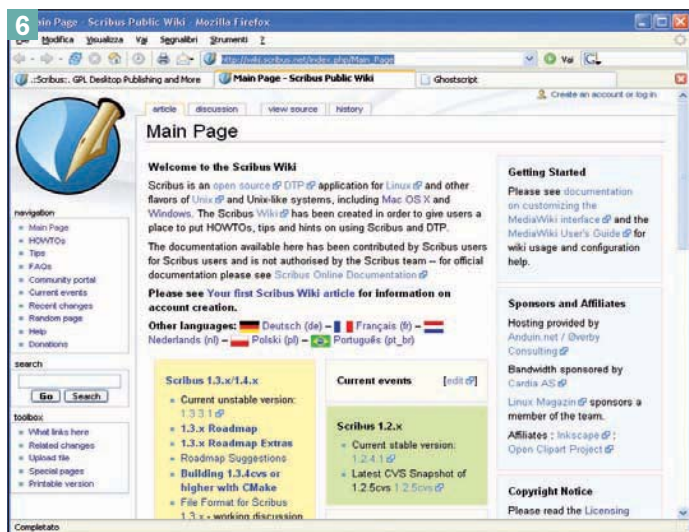 6
Main Page - Scribus Public Wiki - Mozilla Firefox
Modifica Visualizza Vai Segnalibri Strumenti ?
http://wiki.scribus.net/index.php/Main_Page
Vai
.:Scribus:. GPL Desktop Publishing and More
Main Page - Scribus Public Wiki
Ghostscript
Create an account or log in
article discussion view source history
Main Page
Welcome to the Scribus Wiki
Scribus is an open source DTP application for Linux and other
flavors of Unix and Unix-like systems, including Mac OS X and
Windows. The Scribus Wiki has been created in order to give users a
place to put HOWTOs, tips and hints on using Scribus and DTP.
The documentation available here has been contributed by Scribus users
for Scribus users and is not authorised by the Scribus team -- for official
documentation please see Scribus Online Documentation
Please see Your first Scribus Wiki article for information on
account creation.
Other languages: Deutsch (de) – Français (fr) –
Nederlands (nl) – Polski (pl) – Português (pt_br)
Scribus 1.3.x/1.4.x
Current unstable version:
1.3.3.1
1.3.x Roadmap
1.3.x Roadmap Extras
Roadmap Suggestions
Building 1.3.4cvs or
higher with CMake
File Format for Scribus
1.3.x - working discussion
Current events [edit]
Scribus 1.2.x
Current stable version:
1.2.4.1
Latest CVS Snapshot of
1.2.5cvs 1.2.5cvs
Getting Started
Please see documentation
on customizing the
MediaWiki interface and the
MediaWiki User's Guide for
wiki usage and configuration
help.
Sponsors and Affiliates
Hosting provided by
Anduin.net / Øverby
Consulting
Bandwidth sponsored by
Cardia AS
Linux Magazin sponsors a
member of the team.
Affiliates : Inkscape :
Open Clipart Project
Copyright Notice
Please read the Licensing
navigation
Main Page
HOWTOs
Tips
FAQs
Community portal
Current events
Recent changes
Random page
Help
Donations
search
Go Search
toolbox
What links here
Related changes
Upload file
Special pages
Printable version
Completato